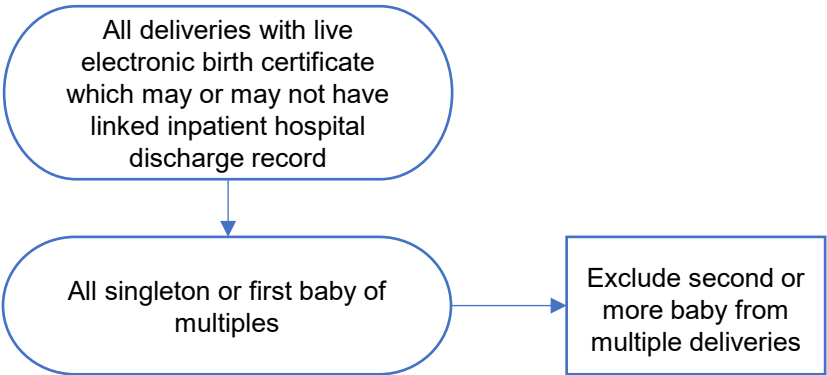 All deliveries with live
electronic birth certificate
which may or may not have
linked inpatient hospital
discharge record
All singleton or first baby of
multiples
Exclude second or
more baby from
multiple deliveries